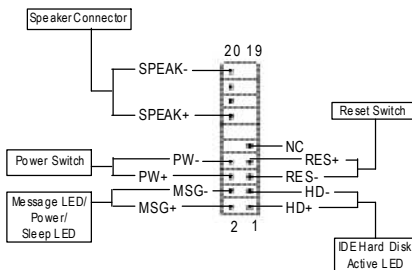 Speaker Connector
20 19
SPEAK-
SPEAK+
Reset Switch
NC
Power Switch
PW-
RES+
PW+
RES-
Message LED/
Power/
Sleep LED
MSG-
HD-
MSG+
HD+
2 1
IDE Hard Disk
Active LED